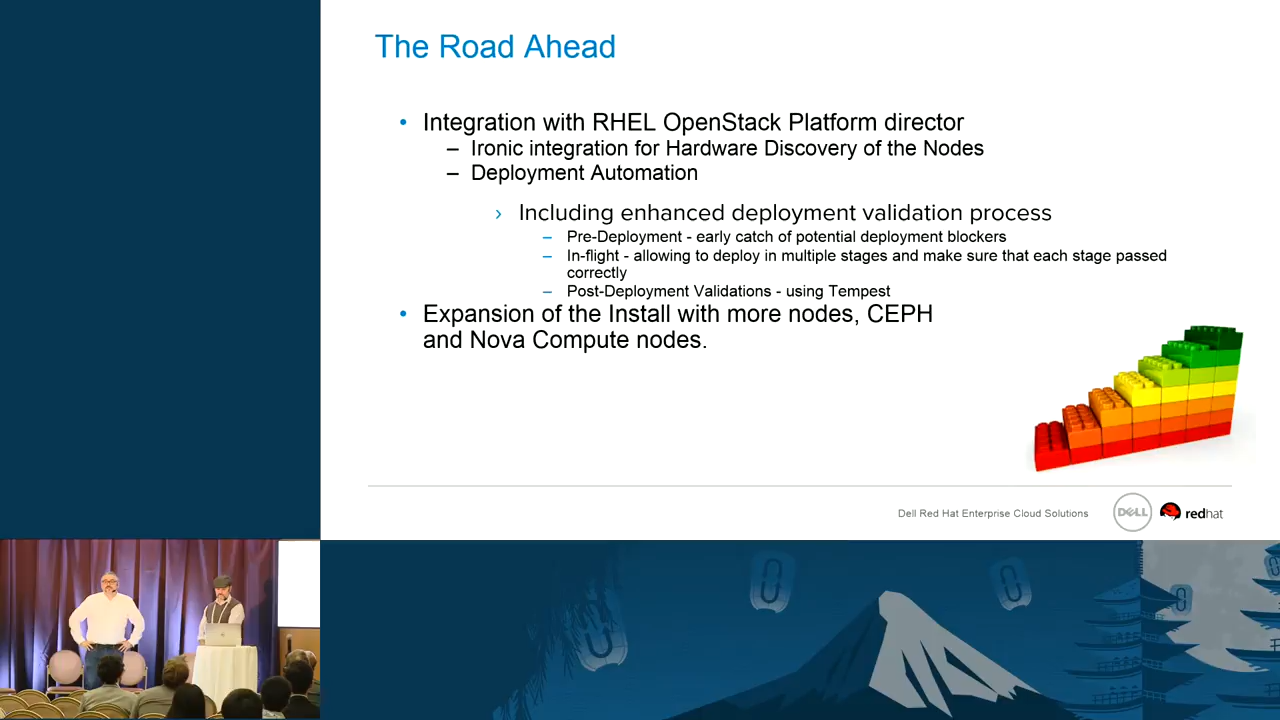 The Road Ahead
• Integration with RHEL OpenStack Platform director
– Ironic integration for Hardware Discovery of the Nodes
– Deployment Automation
› Including enhanced deployment validation process
– Pre-Deployment - early catch of potential deployment blockers
– In-flight - allowing to deploy in multiple stages and make sure that each stage passed
correctly
– Post-Deployment Validations - using Tempest
• Expansion of the Install with more nodes, CEPH
and Nova Compute nodes.
Dell Red Hat Enterprise Cloud Solutions
DELL
redhat